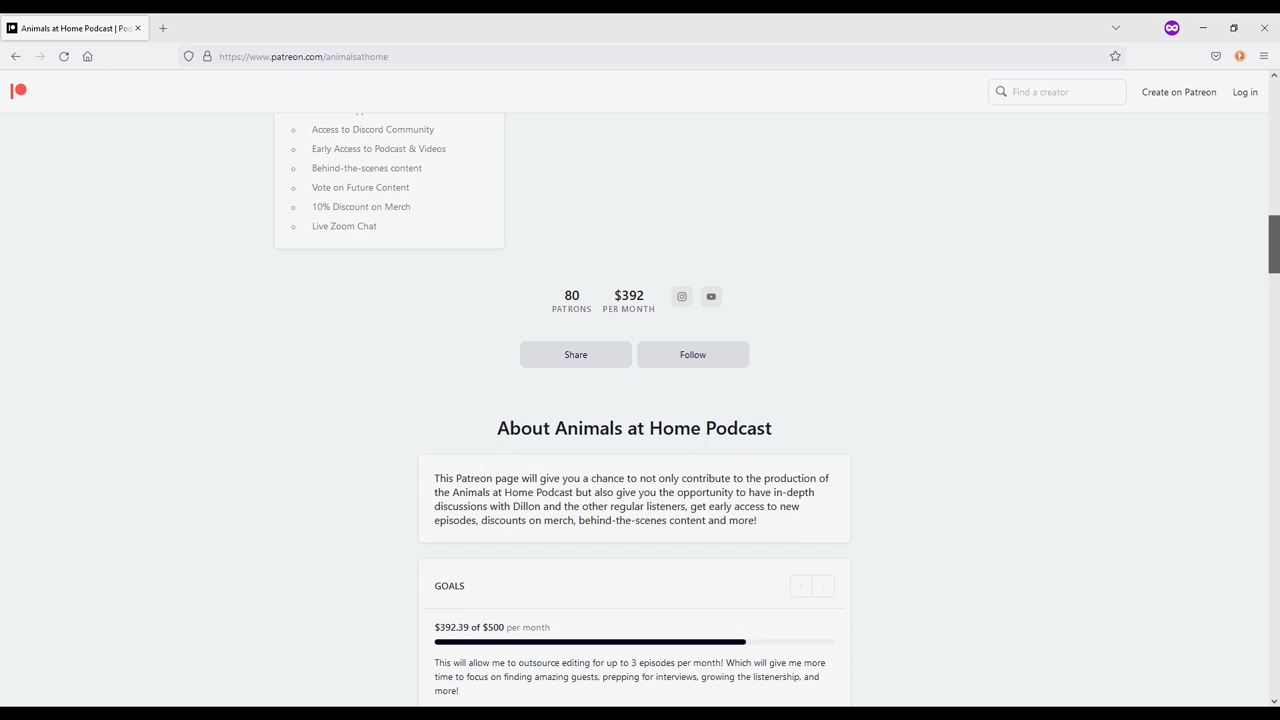 Animals at Home Podcast | Pod
https://www.patreon.com/animalsathome
Find a creator
Create on Patreon
Log in
Access to Discord Community
Early Access to Podcast & Videos
Behind-the-scenes content
Vote on Future Content
10% Discount on Merch
Live Zoom Chat
80
PATRONS
$392
PER MONTH
Share
Follow
About Animals at Home Podcast
This Patreon page will give you a chance to not only contribute to the production of
the Animals at Home Podcast but also give you the opportunity to have in-depth
discussions with Dillon and the other regular listeners, get early access to new
episodes, discounts on merch, behind-the-scenes content and more!
GOALS
$392.39 of $500 per month
This will allow me to outsource editing for up to 3 episodes per month! Which will give me more
time to focus on finding amazing guests, prepping for interviews, growing the listenership, and
more!